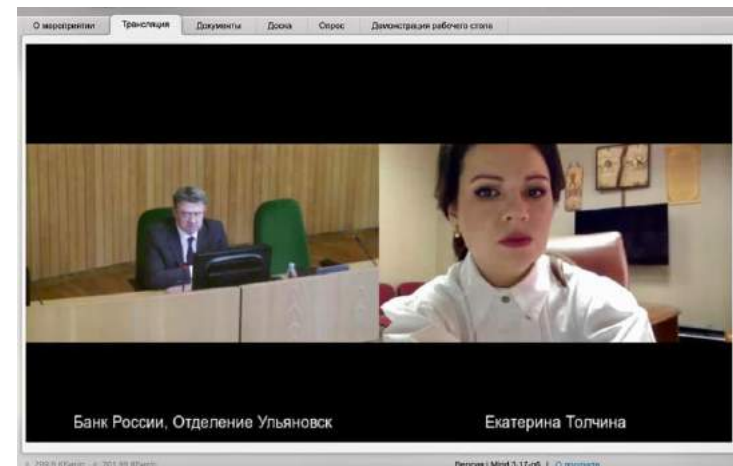 О мероприятии Трансляция Документы Доска Опрос Демонстрация рабочего стола
Банк России, Отделение Ульяновск
Екатерина Толчина